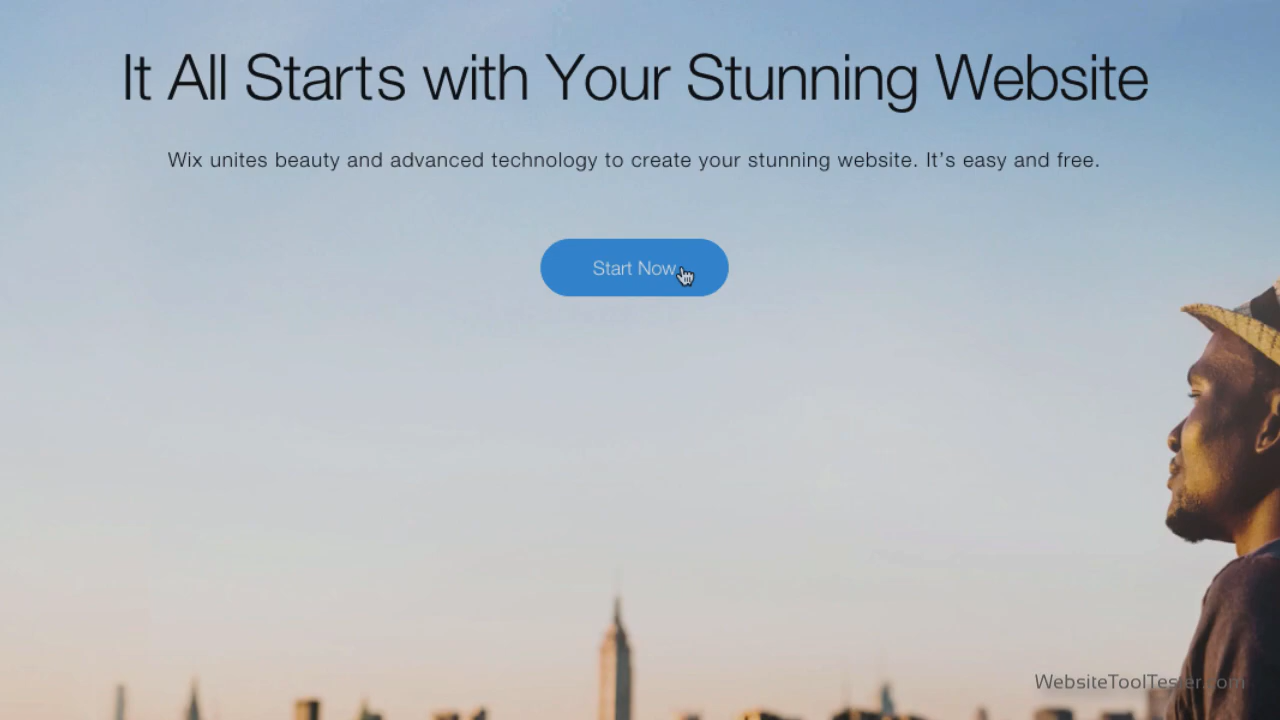 It All Starts with Your Stunning Website
Wix unites beauty and advanced technology to create your stunning website. It’s easy and free.
Start Now
WebsiteToolTester.com